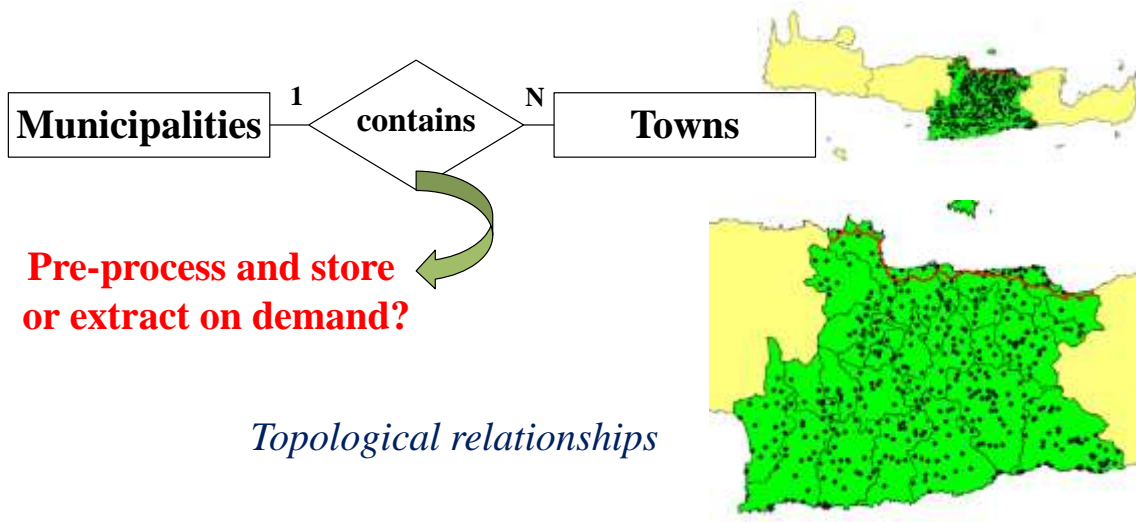 Municipalities
1
contains
N
Towns
Pre-process and store
or extract on demand?
Topological relationships